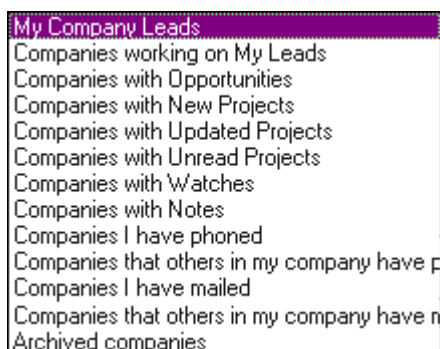 My Company Leads
Companies working on My Leads
Companies with Opportunities
Companies with New Projects
Companies with Updated Projects
Companies with Unread Projects
Companies with Watches
Companies with Notes
Companies I have phoned
Companies that others in my company have
Companies I have mailed
Companies that others in my company have
Archived companies